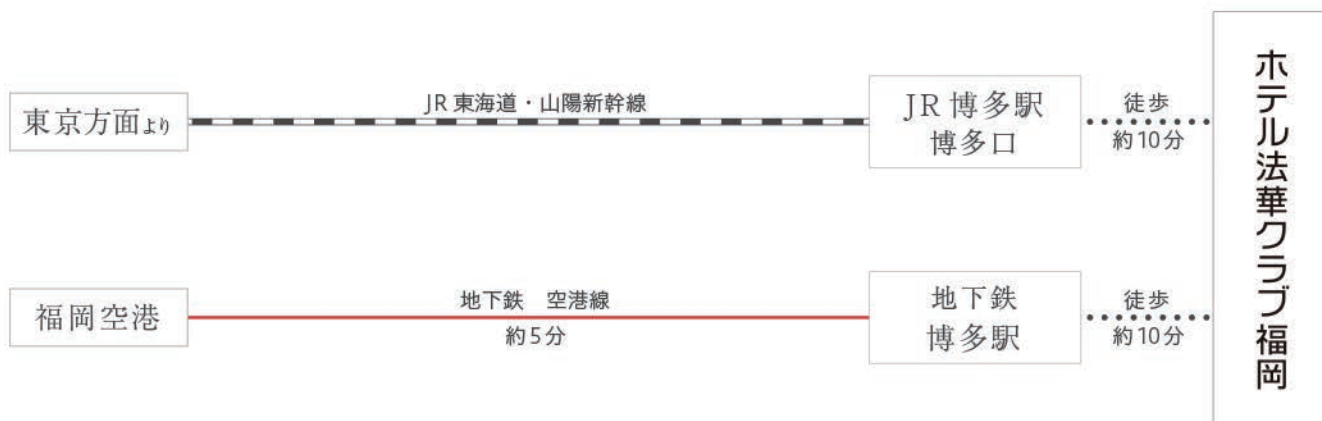 東京方面より
JR 東海道・山陽新幹線
JR 博多駅
博多口
徒歩
約10分
福岡空港
地下鉄　空港線
約5分
地下鉄
博多駅
徒歩
約10分
ホテル法華クラブ福岡